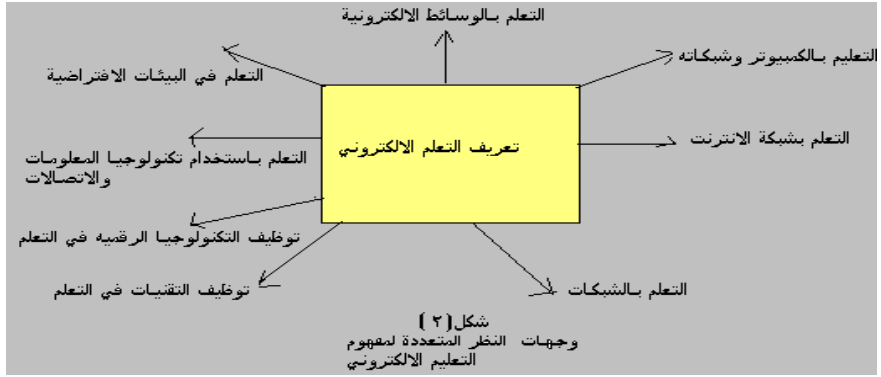 التعلم بالوسائط الالكترونية
التعليم بالكمبيوتر وشبكاته
التعلم في البيئات الافتراضية
تعريف التعلم الالكتروني
التعلم بشبكة الانترنت
التعلم باستخدام تكنولوجيا المعلومات
والاتصالات
توظيف التكنولوجيا الرقميه في التعلم
توظيف التقنيات في التعلم
التعلم بالشبكات
شكل(٢)
وجهات النظر المتعددة لمفهوم
التعليم الالكتروني